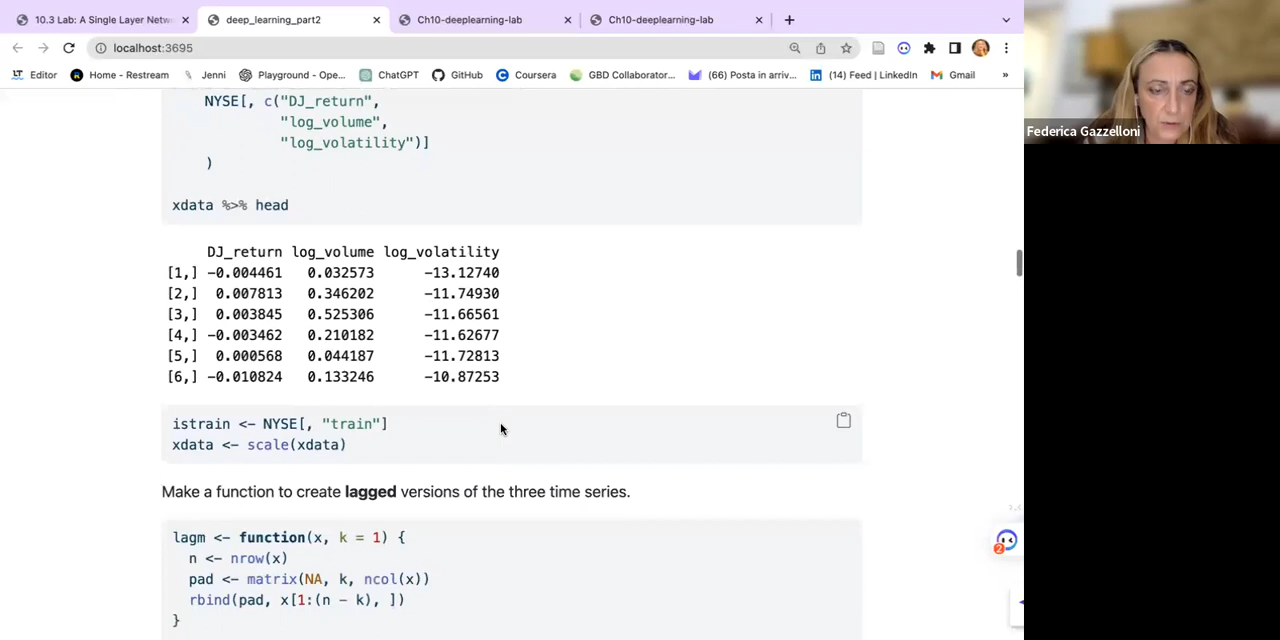 10.3 Lab: A Single Layer Netw
deep_learning_part2
Ch10-deeplearning-lab
Ch10-deeplearning-lab
localhost:3695
Editor
Home - Restream
Jenni
Playground - Ope...
ChatGPT
GitHub
Coursera
GBD Collaborator...
(66) Posta in arriv...
(14) Feed | LinkedIn
Gmail
»
NYSE[, c("DJ_return",
"log_volume",
"log_volatility")]
)
xdata %>% head
DJ_return log_volume log_volatility
[1,] -0.004461 0.032573 -13.12740
[2,] 0.007813 0.346202 -11.74930
[3,] 0.003845 0.525306 -11.66561
[4,] -0.003462 0.210182 -11.62677
[5,] 0.000568 0.044187 -11.72813
[6,] -0.010824 0.133246 -10.87253
istrain <- NYSE[, "train"]
xdata <- scale(xdata)
Make a function to create lagged versions of the three time series.
lagm <- function(x, k = 1) {
n <- nrow(x)
pad <- matrix(NA, k, ncol(x))
rbind(pad, x[1:(n - k), ])
}
2
Federica Gazzelloni